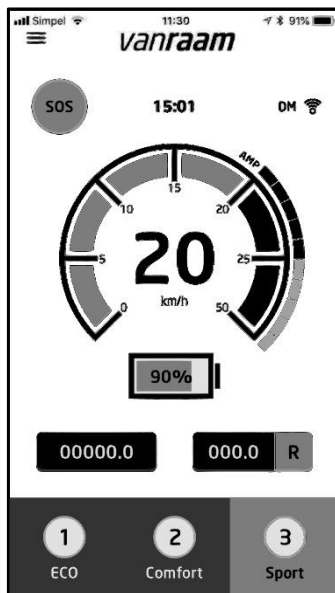 Simpel 11:30 91%
vanraam
SOS 15:01 DM
AMP
15
10 20
20
5 25
km/h
0 50
90%
00000.0 000.0 R
1 2 3
ECO Comfort Sport